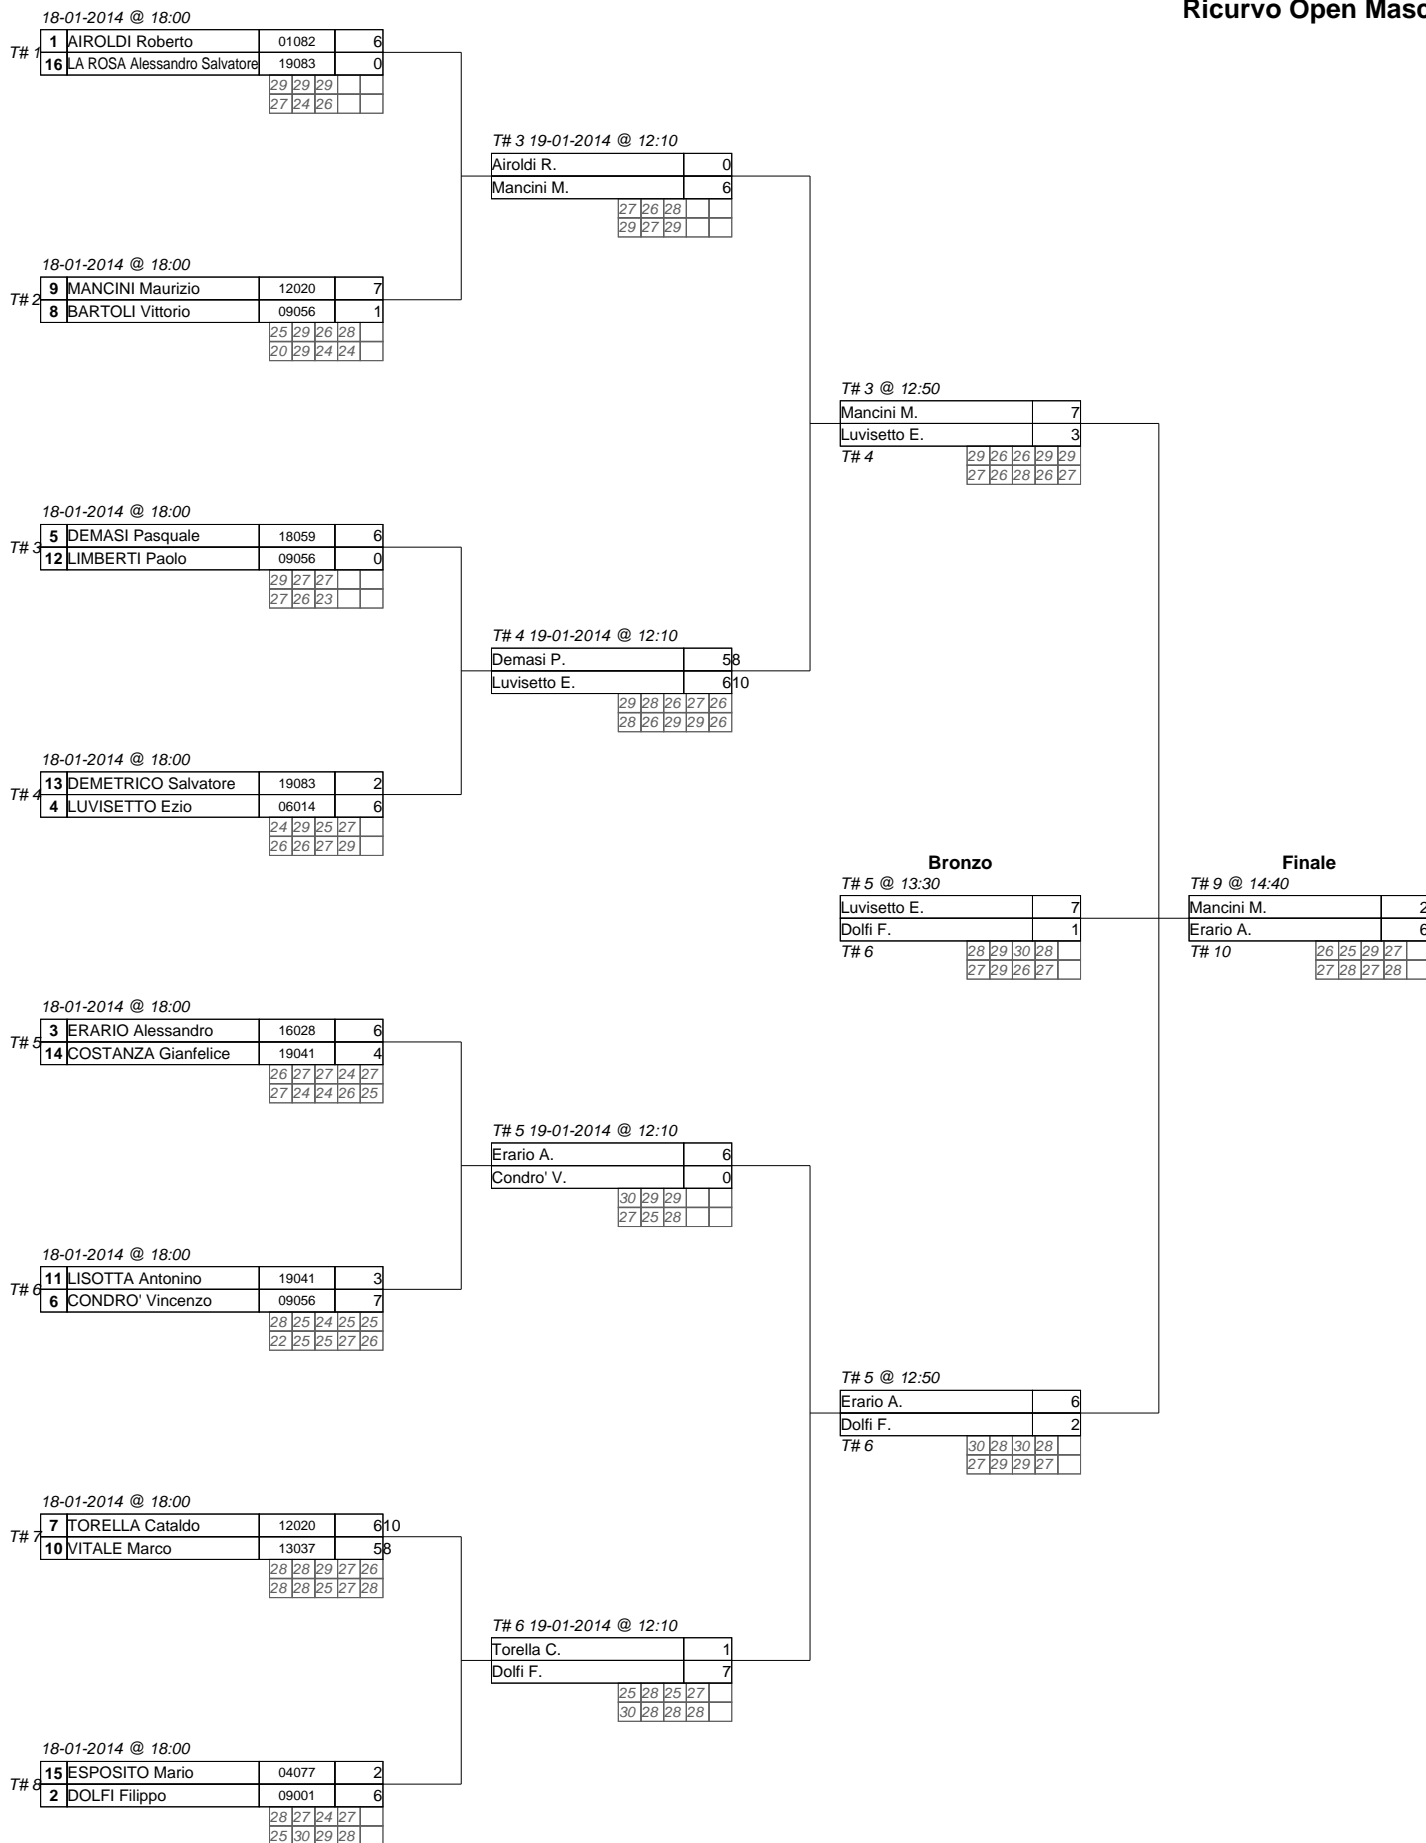 Ricurvo Open Masc
18-01-2014 @ 18:00
T# 1
1 AIROLDI Roberto 01082 6
16 LA ROSA Alessandro Salvatore 19083 0
29 29 29
27 24 26
T# 3 19-01-2014 @ 12:10
Airoldi R. 0
Mancini M. 6
27 26 28
29 27 29
18-01-2014 @ 18:00
T# 2
9 MANCINI Maurizio 12020 7
8 BARTOLI Vittorio 09056 1
25 29 26 28
20 29 24 24
T# 3 @ 12:50
Mancini M. 7
Luvisetto E. 3
T# 4
29 26 26 29 29
27 26 28 26 27
18-01-2014 @ 18:00
T# 3
5 DEMASI Pasquale 18059 6
12 LIMBERTI Paolo 09056 0
29 27 27
27 26 23
T# 4 19-01-2014 @ 12:10
Demasi P. 58
Luvisetto E. 610
29 28 26 27 26
28 26 29 29 26
18-01-2014 @ 18:00
T# 4
13 DEMETRICO Salvatore 19083 2
4 LUVISETTO Ezio 06014 6
24 29 25 27
26 26 27 29
Bronzo
T# 5 @ 13:30
Luvisetto E. 7
Dolfi F. 1
T# 6
28 29 30 28
27 29 26 27
Finale
T# 9 @ 14:40
Mancini M. 2
Erario A. 6
T# 10
26 25 29 27
27 28 27 28
18-01-2014 @ 18:00
T# 5
3 ERARIO Alessandro 16028 6
14 COSTANZA Gianfelice 19041 4
26 27 27 24 27
27 24 24 26 25
T# 5 19-01-2014 @ 12:10
Erario A. 6
Condro' V. 0
30 29 29
27 25 28
18-01-2014 @ 18:00
T# 6
11 LISOTTA Antonino 19041 3
6 CONDRO' Vincenzo 09056 7
28 25 24 25 25
22 25 25 27 26
T# 5 @ 12:50
Erario A. 6
Dolfi F. 2
T# 6
30 28 30 28
27 29 29 27
18-01-2014 @ 18:00
T# 7
7 TORELLA Cataldo 12020 610
10 VITALE Marco 13037 58
28 28 29 27 26
28 28 25 27 28
T# 6 19-01-2014 @ 12:10
Torella C. 1
Dolfi F. 7
25 28 25 27
30 28 28 28
18-01-2014 @ 18:00
T# 8
15 ESPOSITO Mario 04077 2
2 DOLFI Filippo 09001 6
28 27 24 27
25 30 29 28